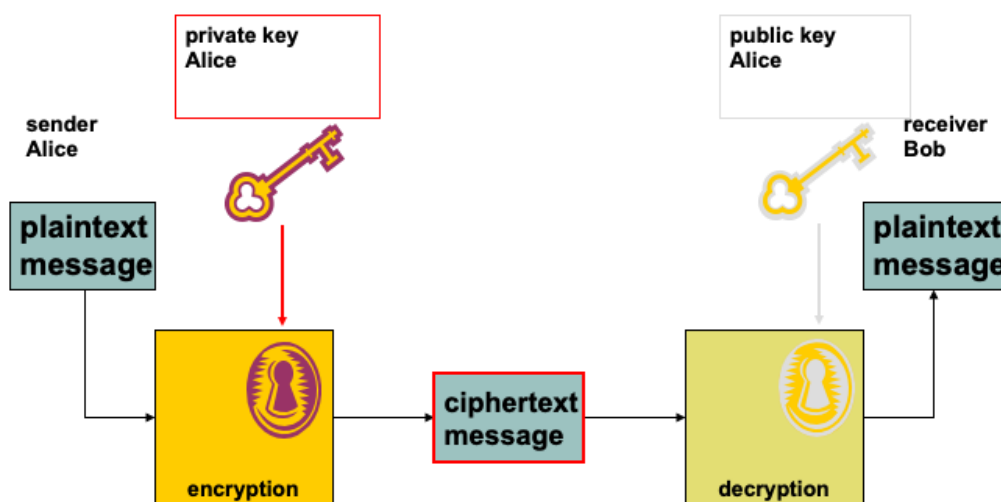 private key
Alice
public key
Alice
sender
Alice
receiver
Bob
plaintext
message
plaintext
message
ciphertext
message
encryption
decryption